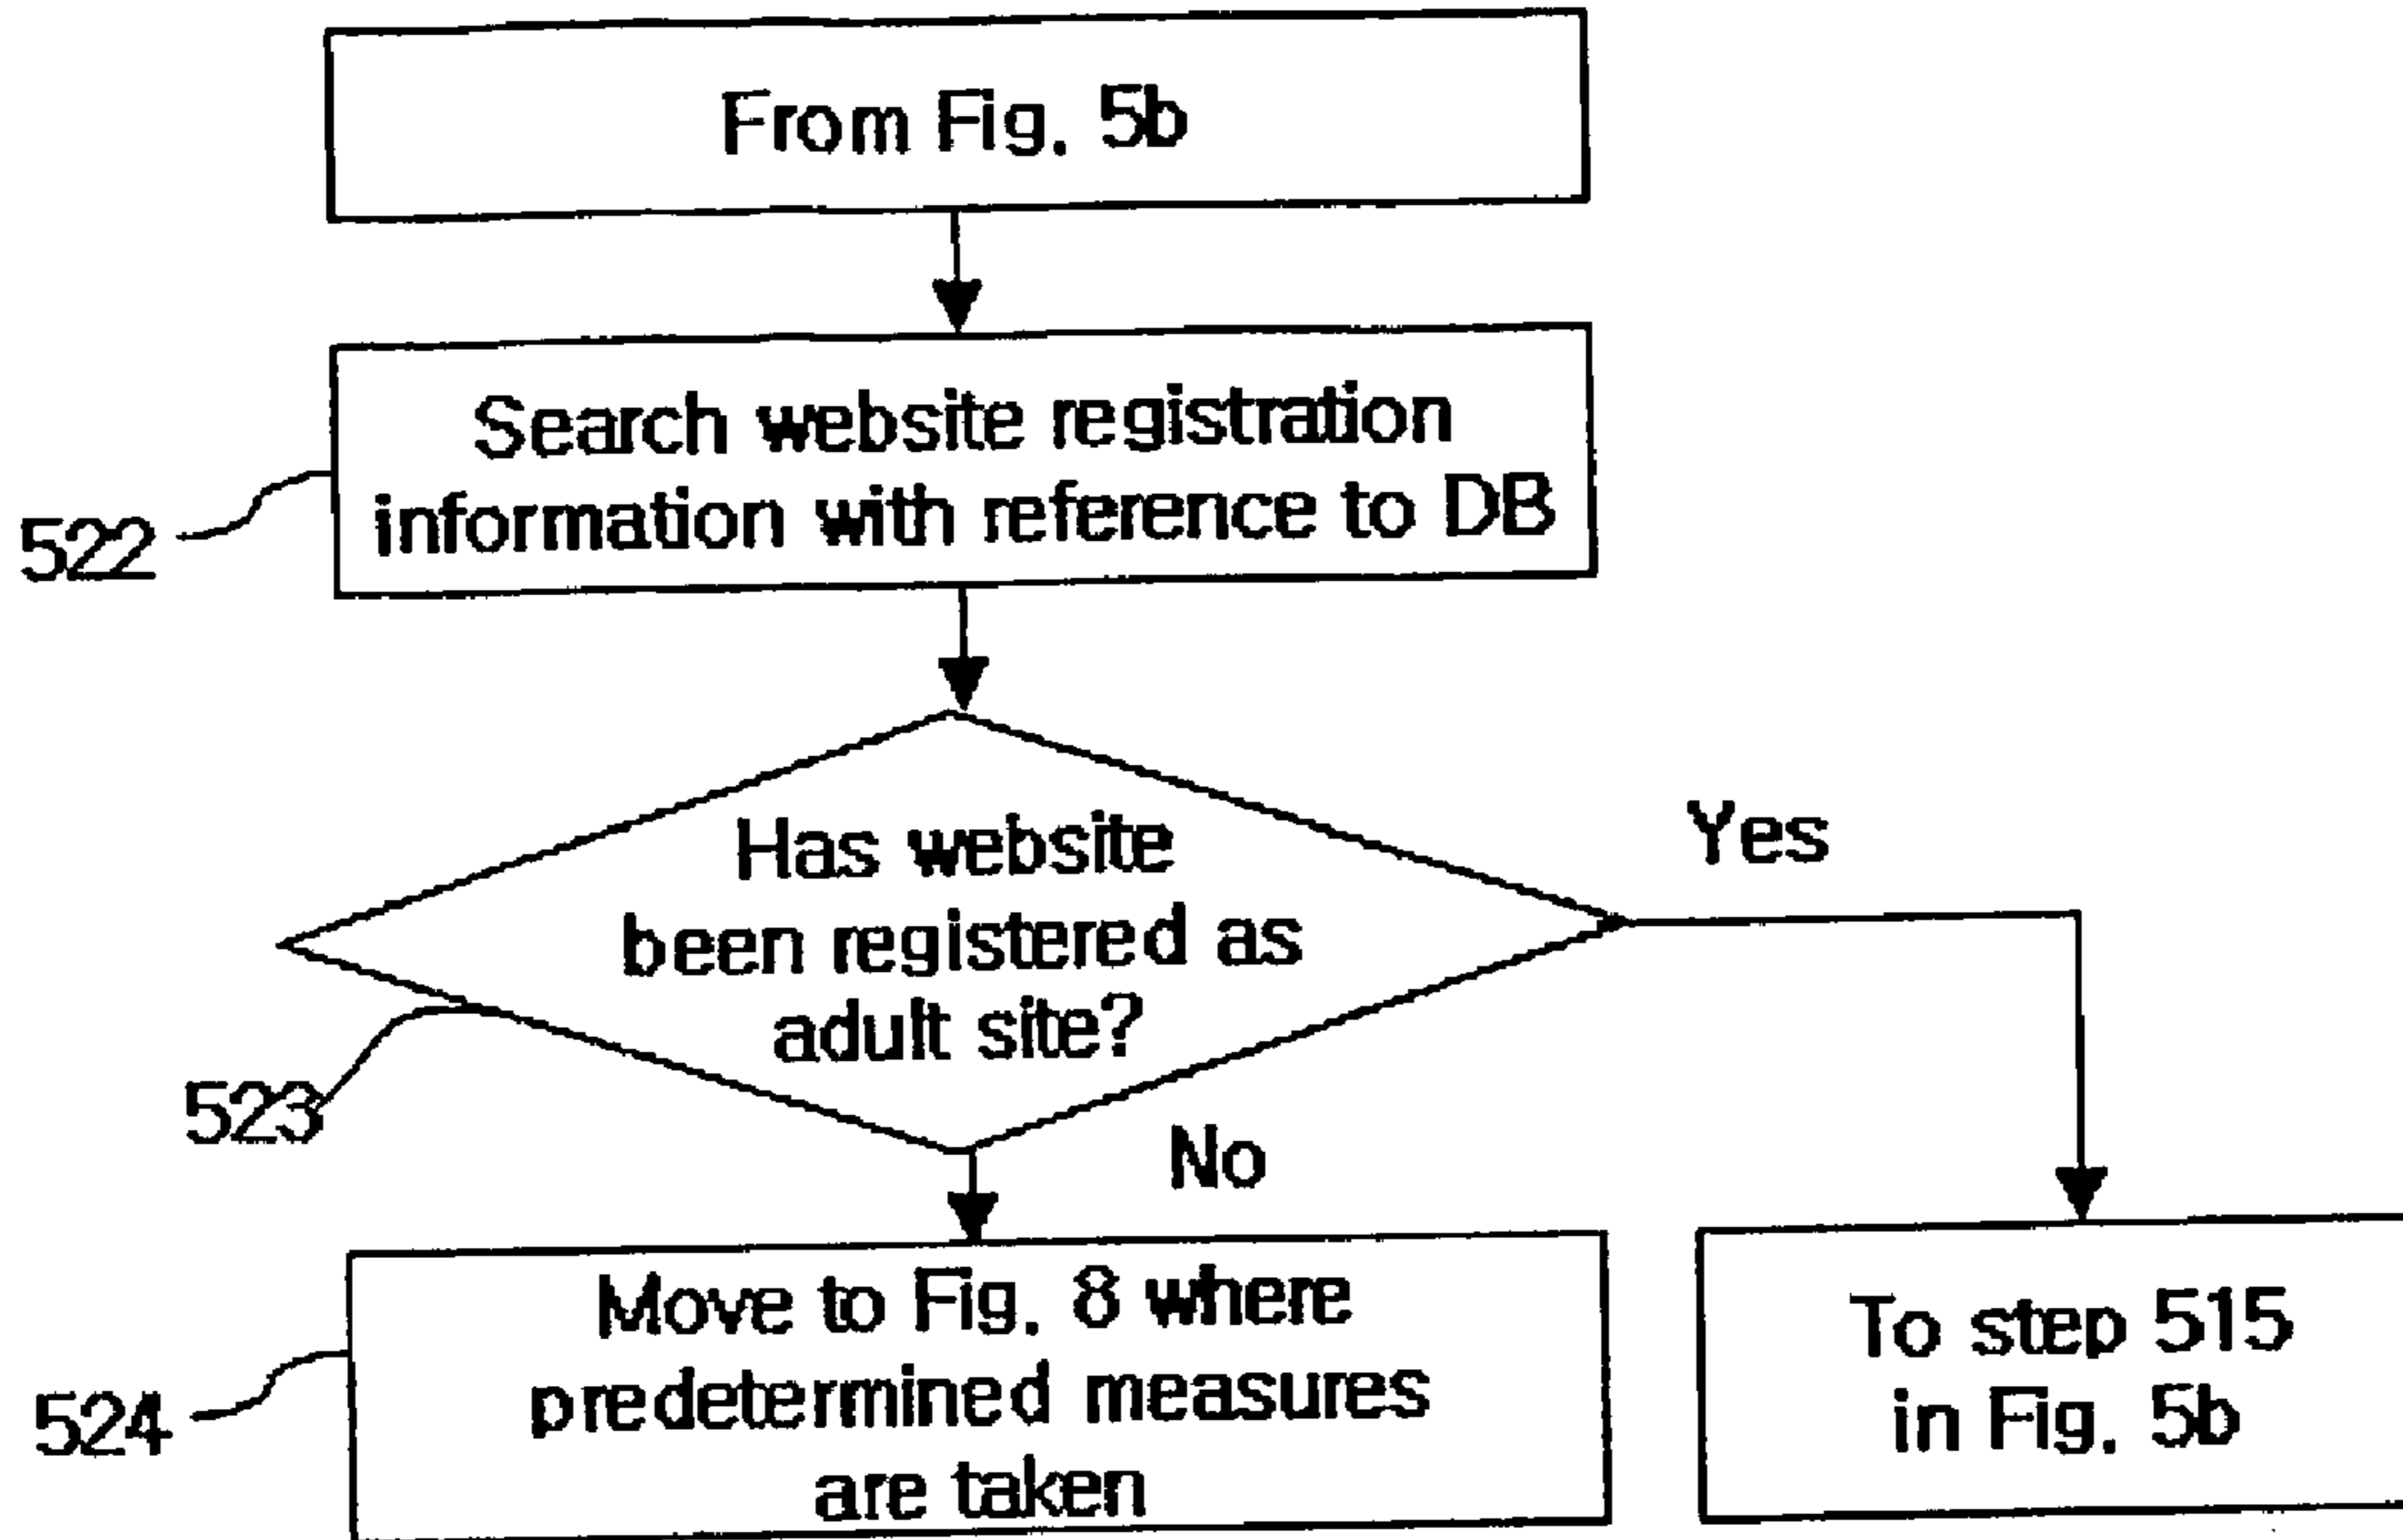 From Fig. 5b
Search website registration
information with reference to DB
522
Has website
been registered as
adult site?
Yes
523
No
Move to Fig. 8 where
predetermined measures
are taken
524
To step 515
in Fig. 5b